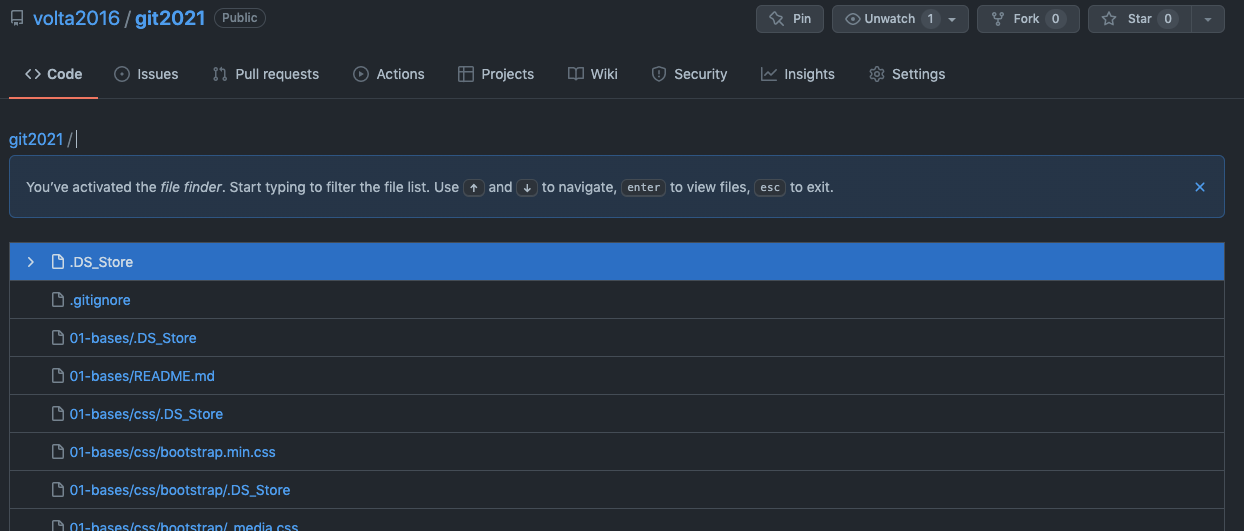 volta2016 / git2021 Public Pin Unwatch 1 Fork 0 Star 0
Code Issues Pull requests Actions Projects Wiki Security Insights Settings
git2021 /
You've activated the file finder. Start typing to filter the file list. Use ↑ and ↓ to navigate, enter to view files, esc to exit.
.DS_Store
.gitignore
01-bases/.DS_Store
01-bases/README.md
01-bases/css/.DS_Store
01-bases/css/bootstrap.min.css
01-bases/css/bootstrap/.DS_Store
01-bases/css/bootstrap/_media.css